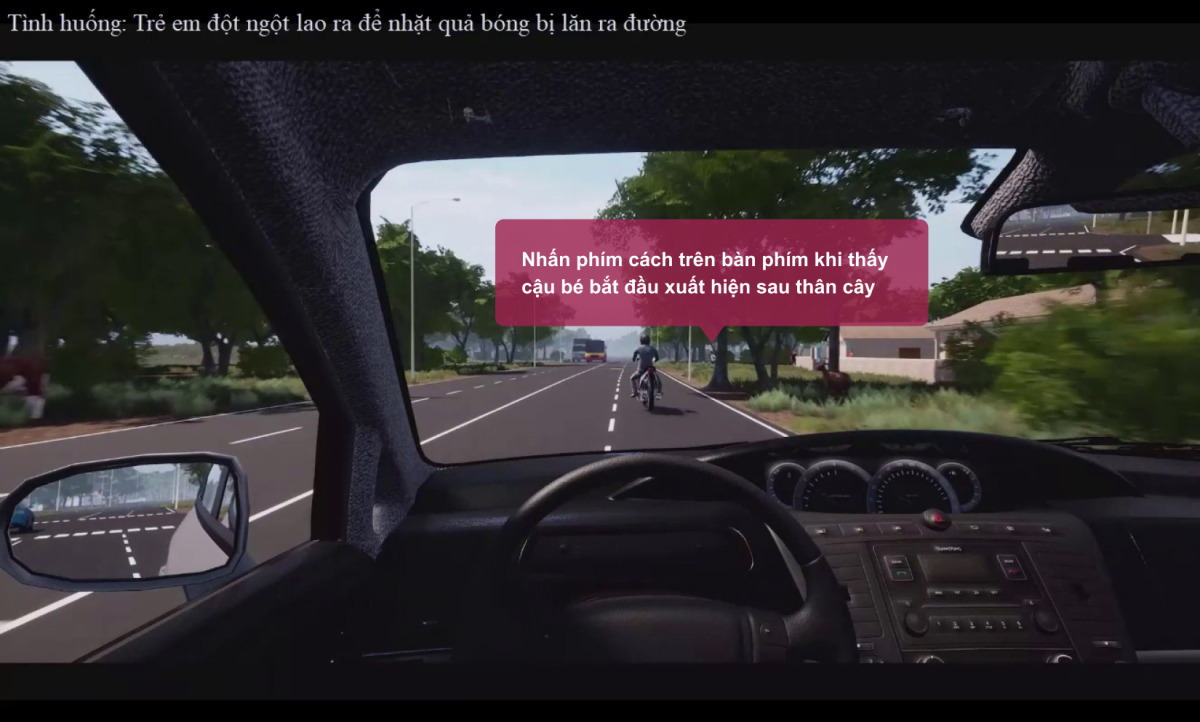 Tình huống: Trẻ em đột ngột lao ra để nhặt quả bóng bị lăn ra đường
Nhấn phím cách trên bàn phím khi thấy
cậu bé bắt đầu xuất hiện sau thân cây